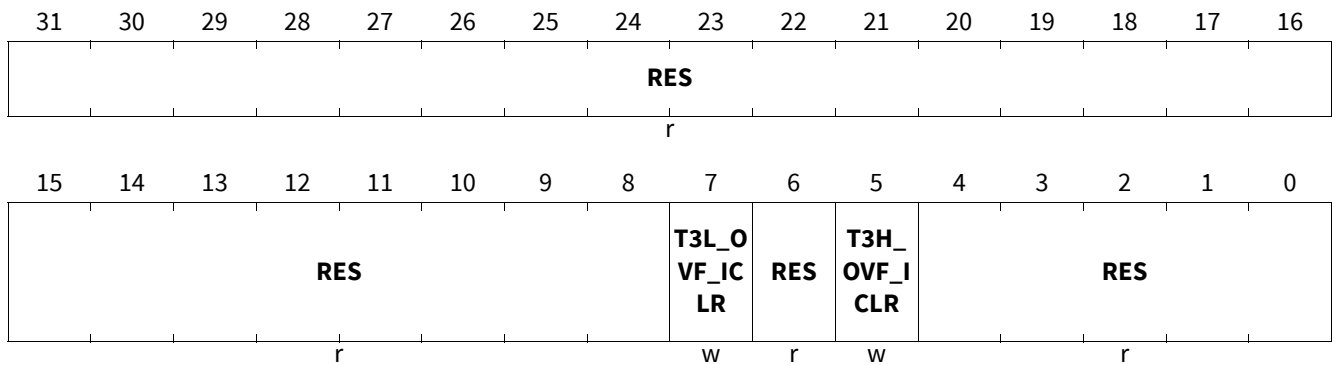 31 30 29 28 27 26 25 24 23 22 21 20 19 18 17 16
RES
r
15 14 13 12 11 10 9 8 7 6 5 4 3 2 1 0
T3L_O T3H_
RES VF_IC RES OVF_I RES
LR CLR
r w r w r